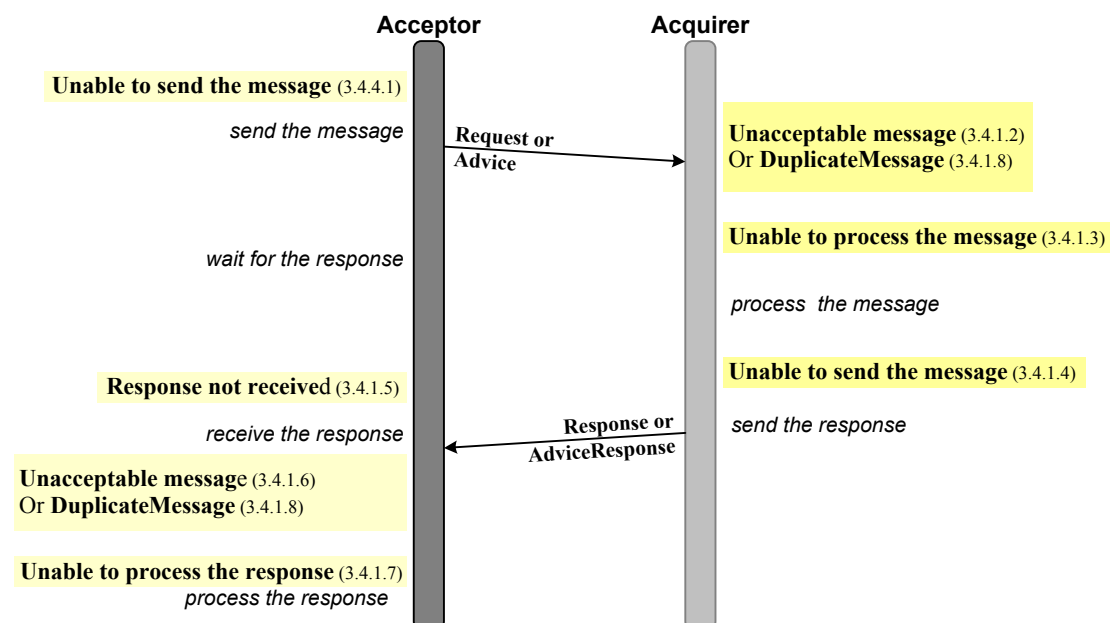 Acceptor
Acquirer
Unable to send the message (3.4.4.1)
send the message
Request or
Advice
Unacceptable message (3.4.1.2)
Or DuplicateMessage (3.4.1.8)
Unable to process the message (3.4.1.3)
wait for the response
process the message
Unable to send the message (3.4.1.4)
Response not received (3.4.1.5)
send the response
receive the response
Response or
AdviceResponse
Unacceptable message (3.4.1.6)
Or DuplicateMessage (3.4.1.8)
Unable to process the response (3.4.1.7)
process the response